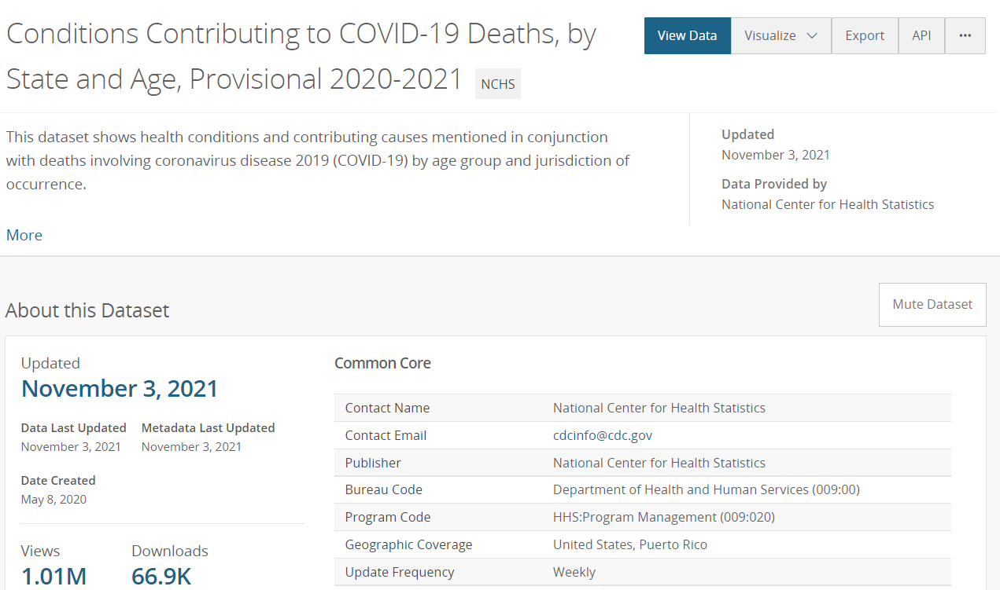 Conditions Contributing to COVID-19 Deaths, by
State and Age, Provisional 2020-2021 NCHS
View Data Visualize Export API ···
This dataset shows health conditions and contributing causes mentioned in conjunction
with deaths involving coronavirus disease 2019 (COVID-19) by age group and jurisdiction of
occurrence.
More
Updated
November 3, 2021
Data Provided by
National Center for Health Statistics
About this Dataset
Mute Dataset
Updated
November 3, 2021
Data Last Updated Metadata Last Updated
November 3, 2021 November 3, 2021
Date Created
May 8, 2020
Views Downloads
1.01M 66.9K
Common Core
Contact Name National Center for Health Statistics
Contact Email cdcinfo@cdc.gov
Publisher National Center for Health Statistics
Bureau Code Department of Health and Human Services (009:00)
Program Code HHS:Program Management (009:020)
Geographic Coverage United States, Puerto Rico
Update Frequency Weekly